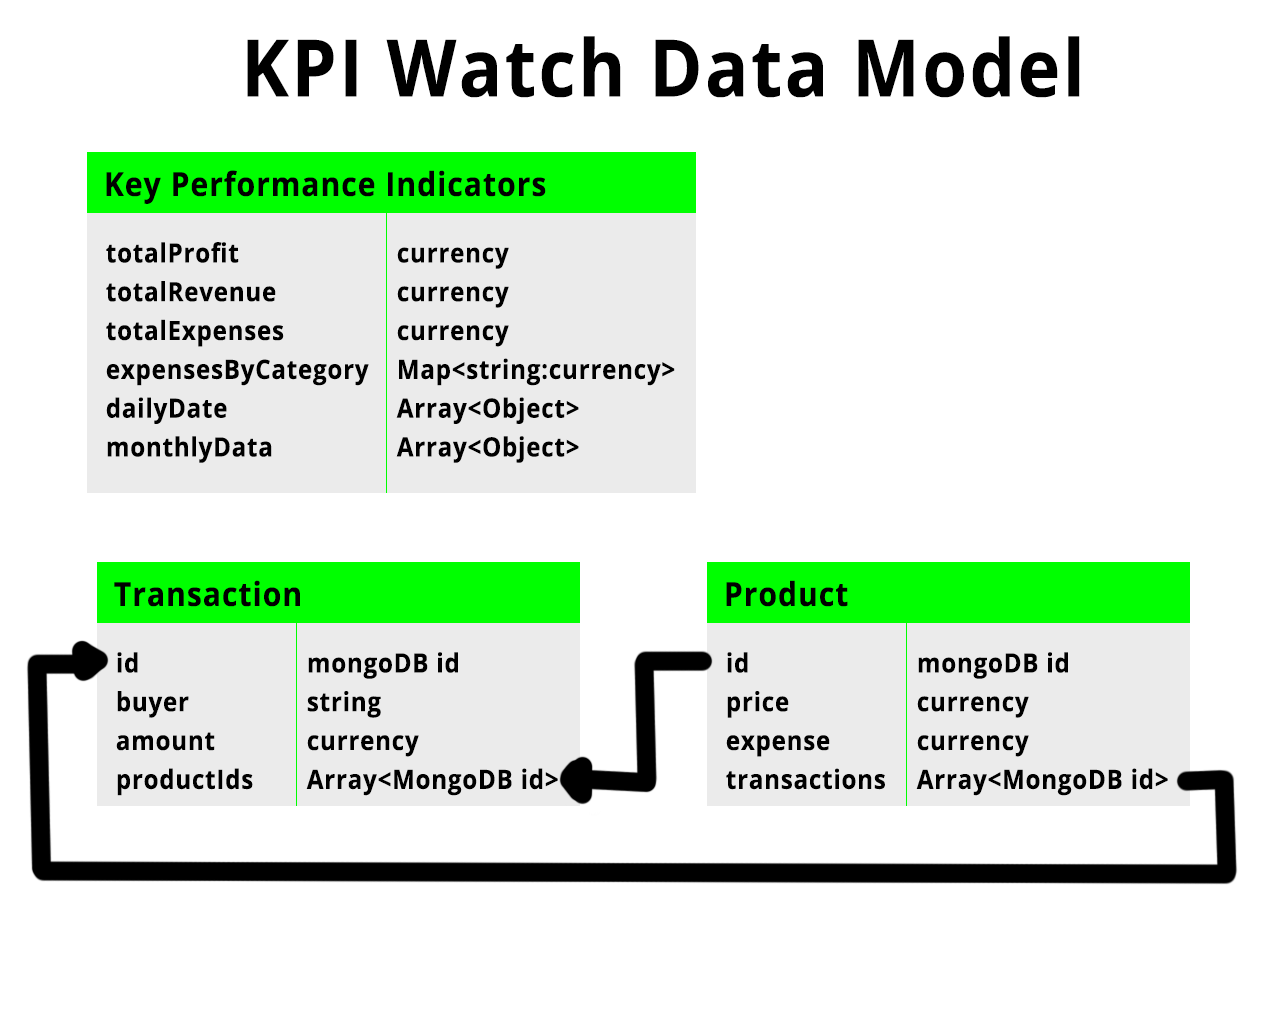 KPI Watch Data Model
Key Performance Indicators
totalProfit currency
totalRevenue currency
totalExpenses currency
expensesByCategory Map<string:currency>
dailyDate Array<Object>
monthlyData Array<Object>
Transaction
id mongoDB id
buyer string
amount currency
productIds Array<MongoDB id>
Product
id mongoDB id
price currency
expense currency
transactions Array<MongoDB id>